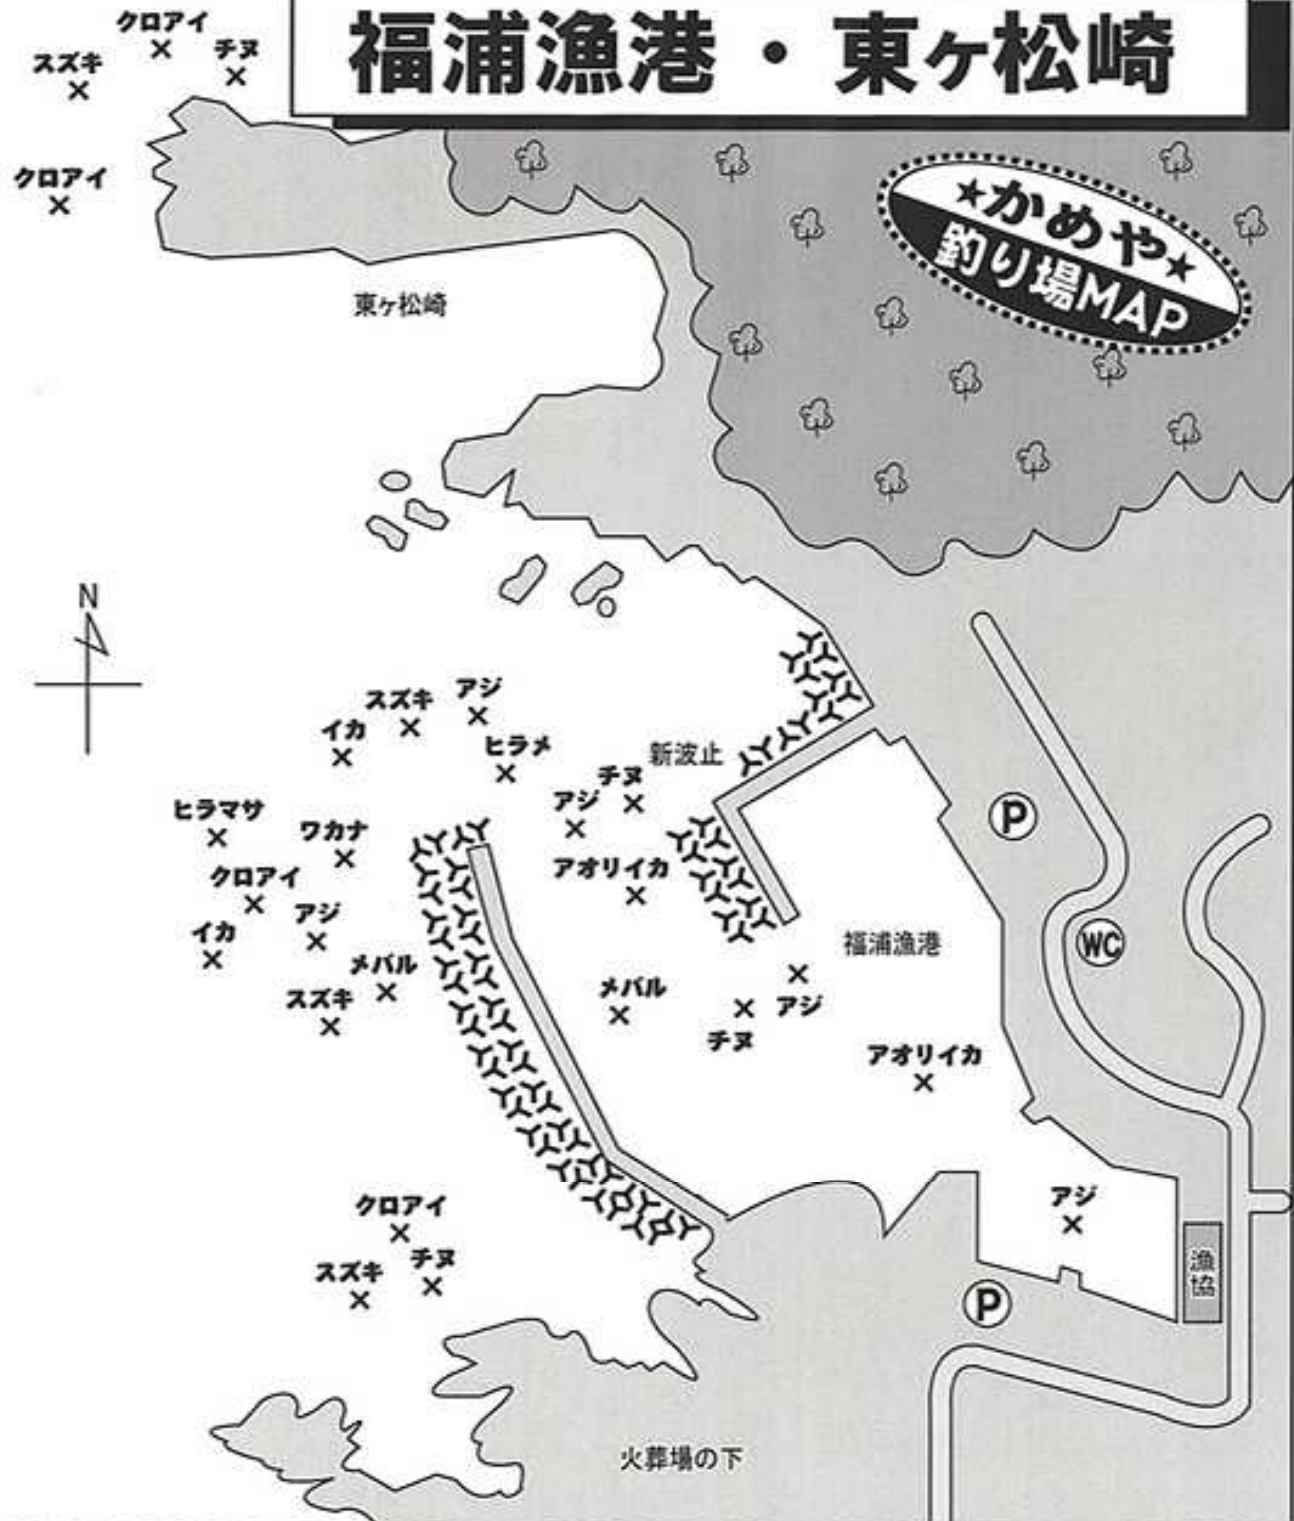 福浦漁港・東ヶ松崎
クロアイ
スズキ
チヌ
クロアイ
★かめや★
釣り場MAP
東ヶ松崎
N
スズキ
アジ
イカ
ヒラメ
新波止
チヌ
アジ
ヒラマサ
ワカナ
P
クロアイ
アオリイカ
アジ
イカ
福浦漁港
WC
メバル
スズキ
メバル
アジ
チヌ
アオリイカ
クロアイ
アジ
スズキ
チヌ
漁協
P
火葬場の下